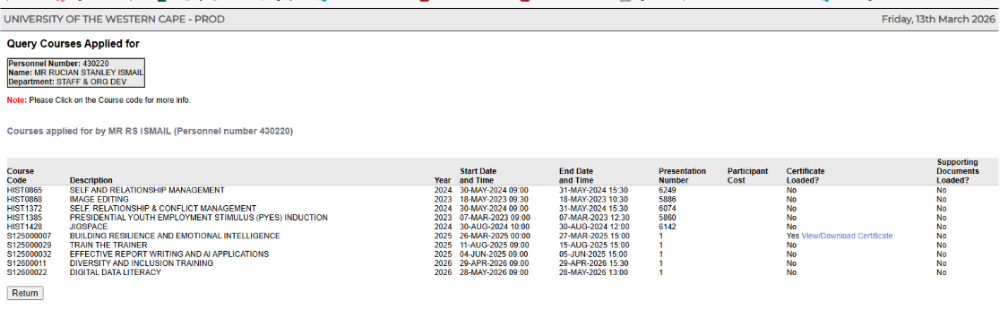 UNIVERSITY OF THE WESTERN CAPE - PROD Friday, 13th March 2026
Query Courses Applied for
Personnel Number: 430220
Name: MR RUCIAN STANLEY ISMAIL
Department: STAFF & ORG DEV
Note: Please Click on the Course code for more info.
Courses applied for by MR RS ISMAIL (Personnel number 430220)
Course Code Description Year Start Date and Time End Date and Time Presentation Number Participant Cost Certificate Loaded? Supporting Documents Loaded?
HIST0865 SELF AND RELATIONSHIP MANAGEMENT 2024 30-MAY-2024 09:00 31-MAY-2024 15:30 6249 No No
HIST0868 IMAGE EDITING 2023 18-MAY-2023 09:30 18-MAY-2023 10:30 5886 No No
HIST1372 SELF, RELATIONSHIP & CONFLICT MANAGEMENT 2024 30-MAY-2024 09:00 31-MAY-2024 15:30 6074 No No
HIST1385 PRESIDENTIAL YOUTH EMPLOYMENT STIMULUS (PYES) INDUCTION 2023 07-MAR-2023 09:00 07-MAR-2023 12:30 5860 No No
HIST1428 JIGSPACE 2024 30-AUG-2024 10:00 30-AUG-2024 12:00 6142 No No
S125000007 BUILDING RESILIENCE AND EMOTIONAL INTELLIGENCE 2025 26-MAR-2025 00:00 27-MAR-2025 15:00 1 Yes View/Download Certificate No
S125000029 TRAIN THE TRAINER 2025 11-AUG-2025 09:00 15-AUG-2025 15:00 1 No No
S125000032 EFFECTIVE REPORT WRITING AND AI APPLICATIONS 2025 04-JUN-2025 09:00 05-JUN-2025 15:00 1 No No
S12600011 DIVERSITY AND INCLUSION TRAINING 2026 29-APR-2026 09:00 29-APR-2026 15:30 1 No No
S12600022 DIGITAL DATA LITERACY 2026 28-MAY-2026 09:00 28-MAY-2026 13:00 1 No No
Return